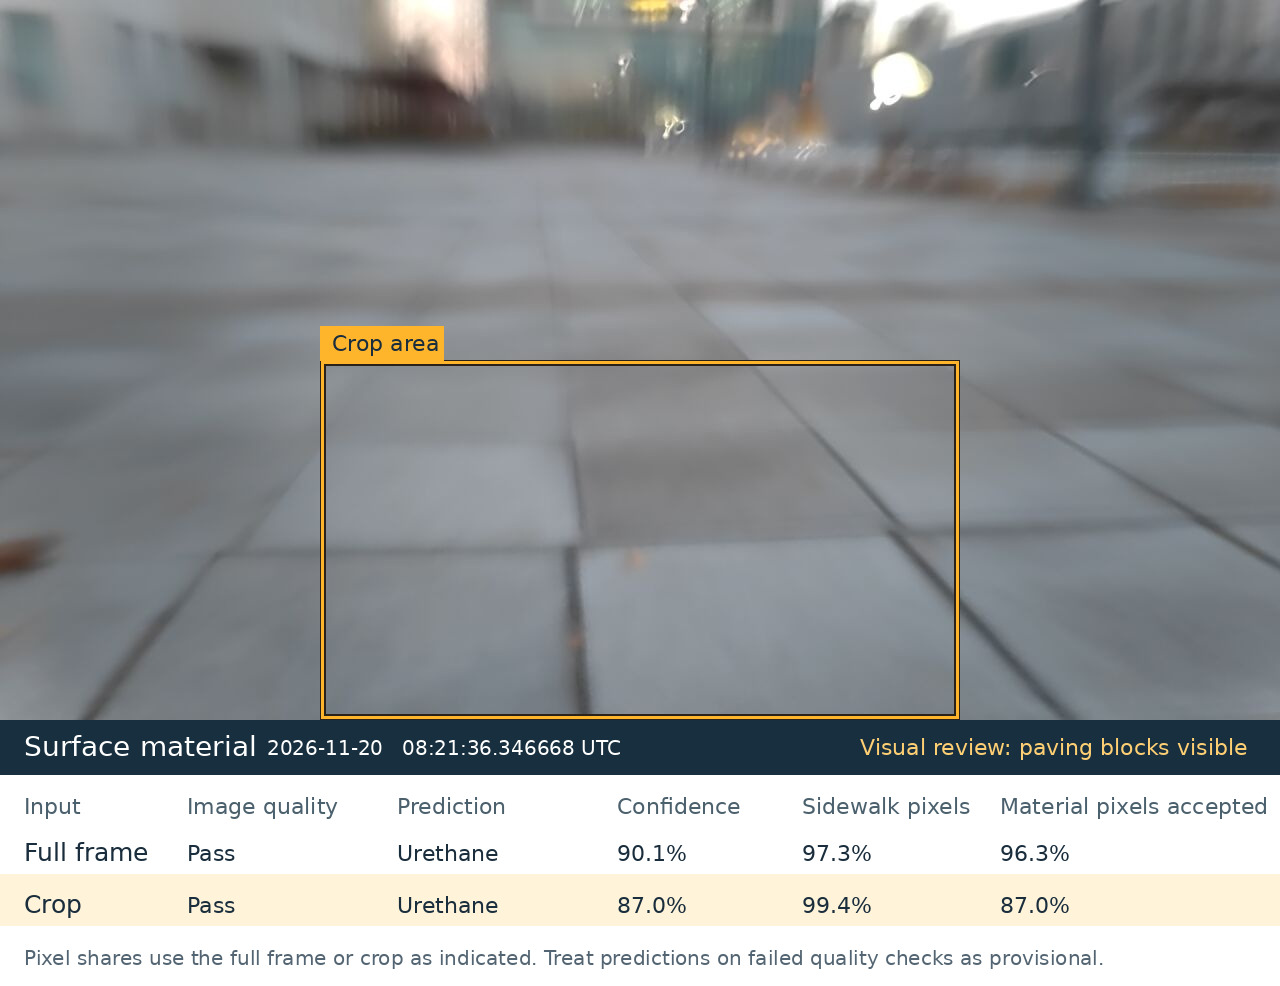 Crop area
Surface material 2026-11-20 08:21:36.346668 UTC Visual review: paving blocks visible
Input Image quality Prediction Confidence Sidewalk pixels Material pixels accepted
Full frame Pass Urethane 90.1% 97.3% 96.3%
Crop Pass Urethane 87.0% 99.4% 87.0%
Pixel shares use the full frame or crop as indicated. Treat predictions on failed quality checks as provisional.